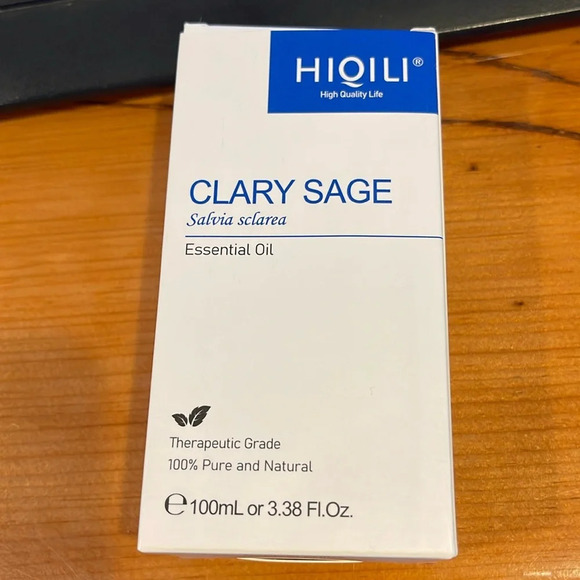 HIQILI®
High Quality Life
CLARY SAGE
Salvia sclarea
Essential Oil
Therapeutic Grade
100% Pure and Natural
℮100mL or 3.38 Fl.Oz.